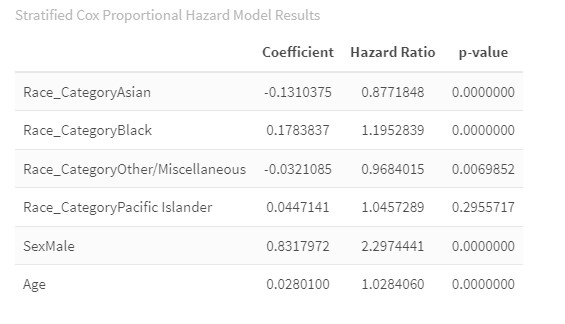 Stratified Cox Proportional Hazard Model Results
Coefficient Hazard Ratio p-value
Race_CategoryAsian -0.1310375 0.8771848 0.0000000
Race_CategoryBlack 0.1783837 1.1952839 0.0000000
Race_CategoryOther/Miscellaneous -0.0321085 0.9684015 0.0069852
Race_CategoryPacific Islander 0.0447141 1.0457289 0.2955717
SexMale 0.8317972 2.2974441 0.0000000
Age 0.0280100 1.0284060 0.0000000